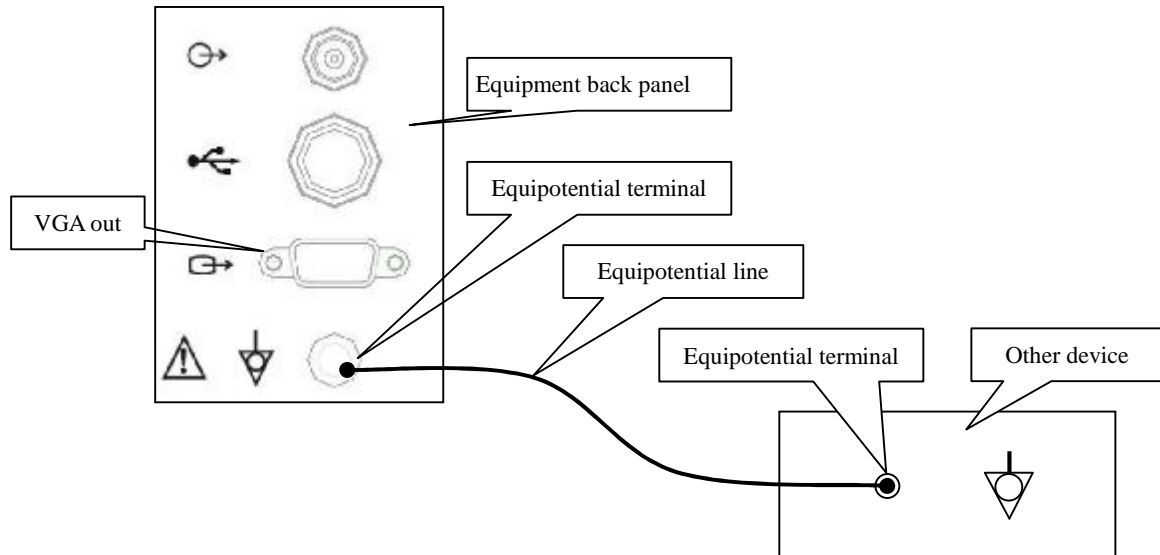 Equipment back panel
Equipotential terminal
VGA out
Equipotential line
Equipotential terminal
Other device